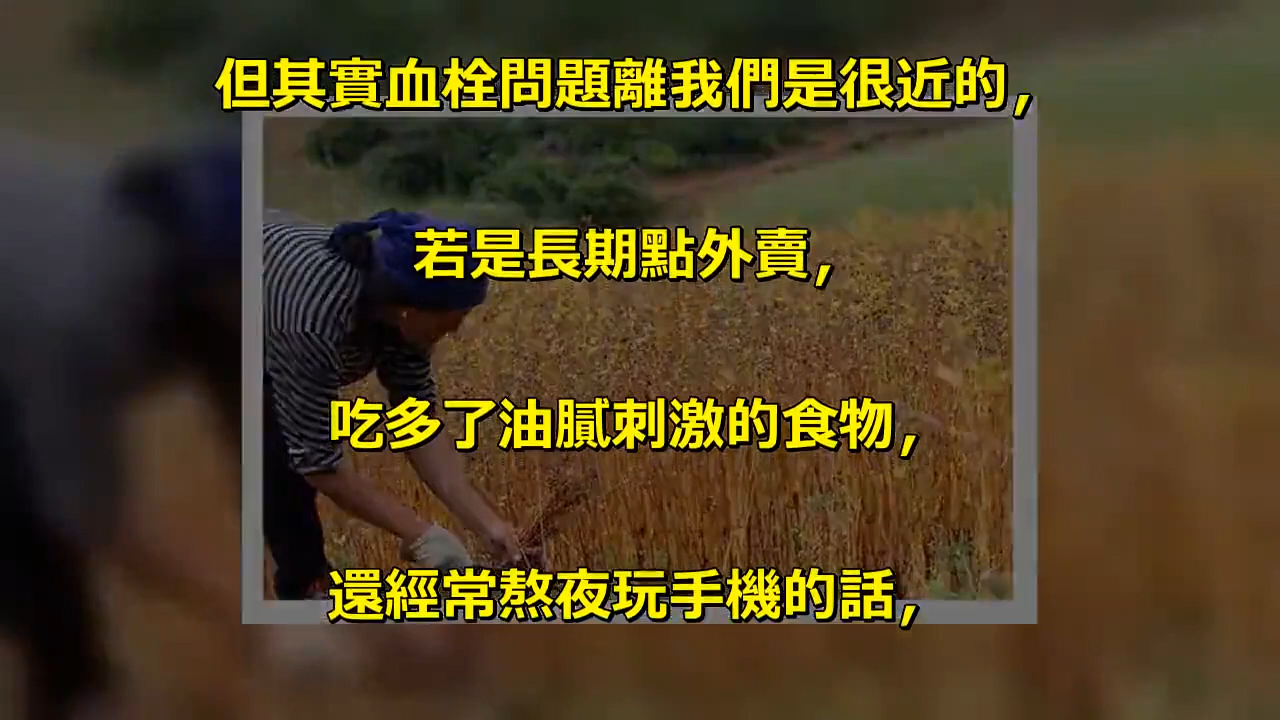 但其實血栓問題離我們是很近的，
若是長期點外賣，
吃多了油膩刺激的食物，
還經常熬夜玩手機的話，